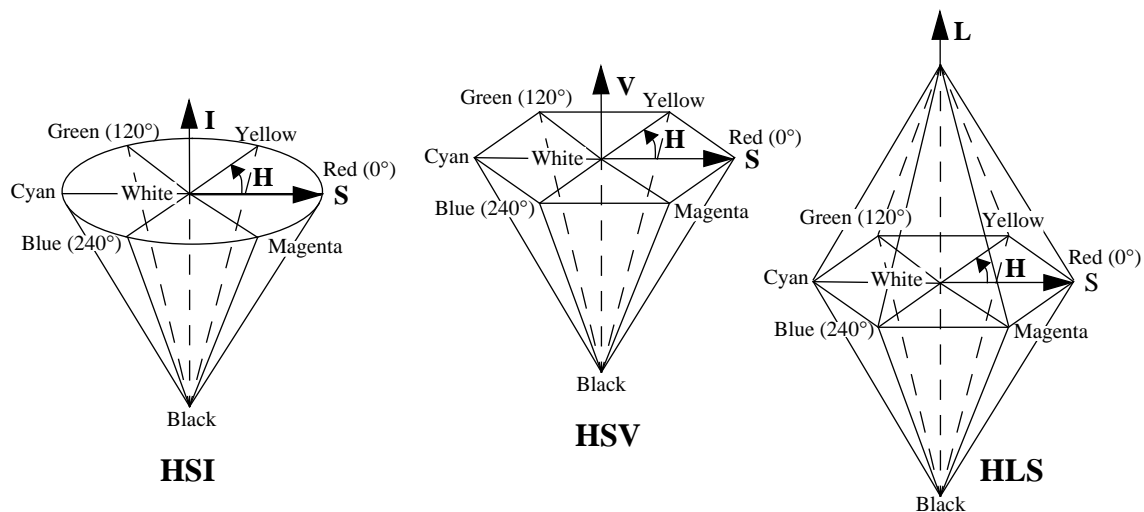 I
Green (120°)
Yellow
Red (0°)
H
Cyan
White
S
Blue (240°)
Magenta
Black
HSI
V
Green (120°)
Yellow
Red (0°)
H
Cyan
White
S
Blue (240°)
Magenta
Black
HSV
L
Green (120°)
Yellow
Red (0°)
H
Cyan
White
S
Blue (240°)
Magenta
Black
HLS